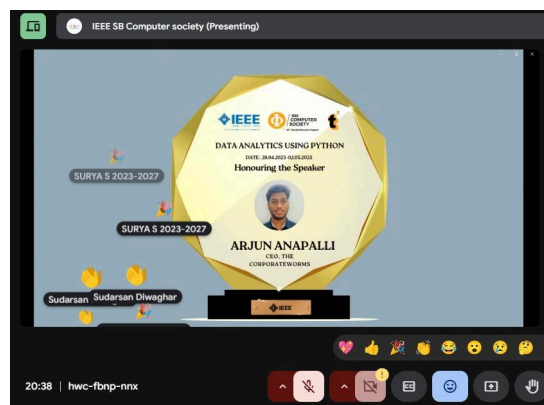 IEEE SB Computer society (Presenting)
IEEE
COMPUTER
SOCIETY
DATA ANALYTICS USING PYTHON
DATE: 28.04.2025-02.05.2025
Honouring the Speaker
SURYA S 2023-2027
SURYA S 2023-2027
ARJUN ANAPALLI
CEO, THE
CORPORATEWORMS
Sudarsan
Sudarsan Diwaghar
IEEE
20:38 | hwc-fbnp-nnx